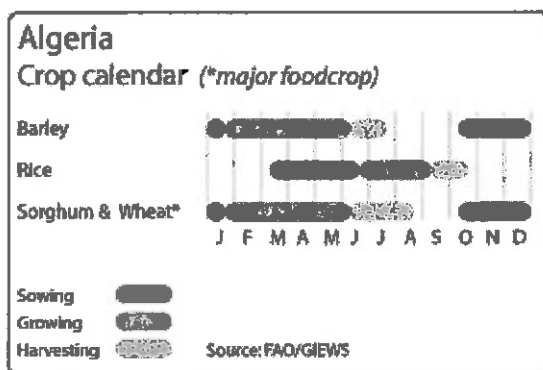 Algeria
Crop calendar (*major foodcrop)
Barley
Rice
Sorghum & Wheat*
J F M A M J J A S O N D
Sowing
Growing
Harvesting
Source: FAO/GIEWS